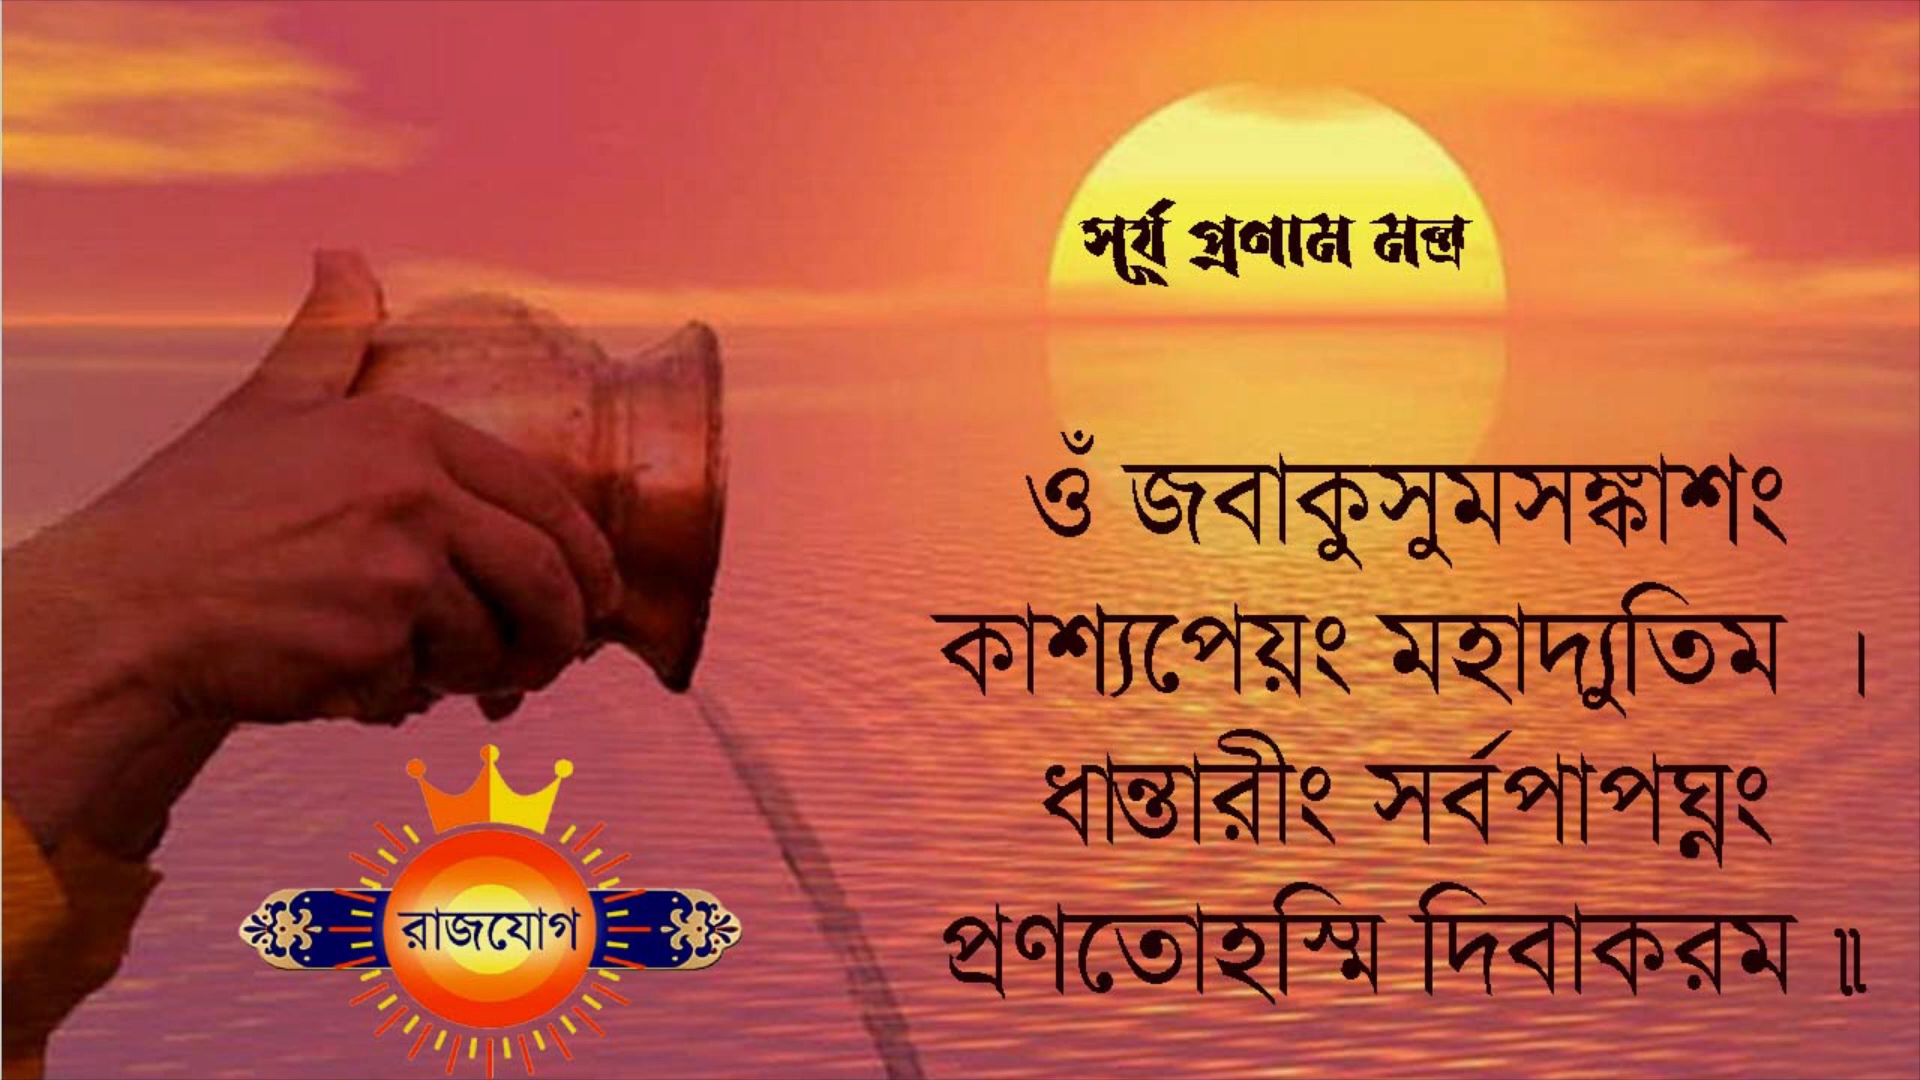 সূর্য প্রণাম মন্ত্র
ওঁ জবাকুসুমসঙ্কাশং
কাশ্যপেয়ং মহাদ্যুতিম ।
ধান্তারীং সর্বপাপঘ্নং
প্রণতোহস্মি দিবাকরম ॥
রাজযোগ